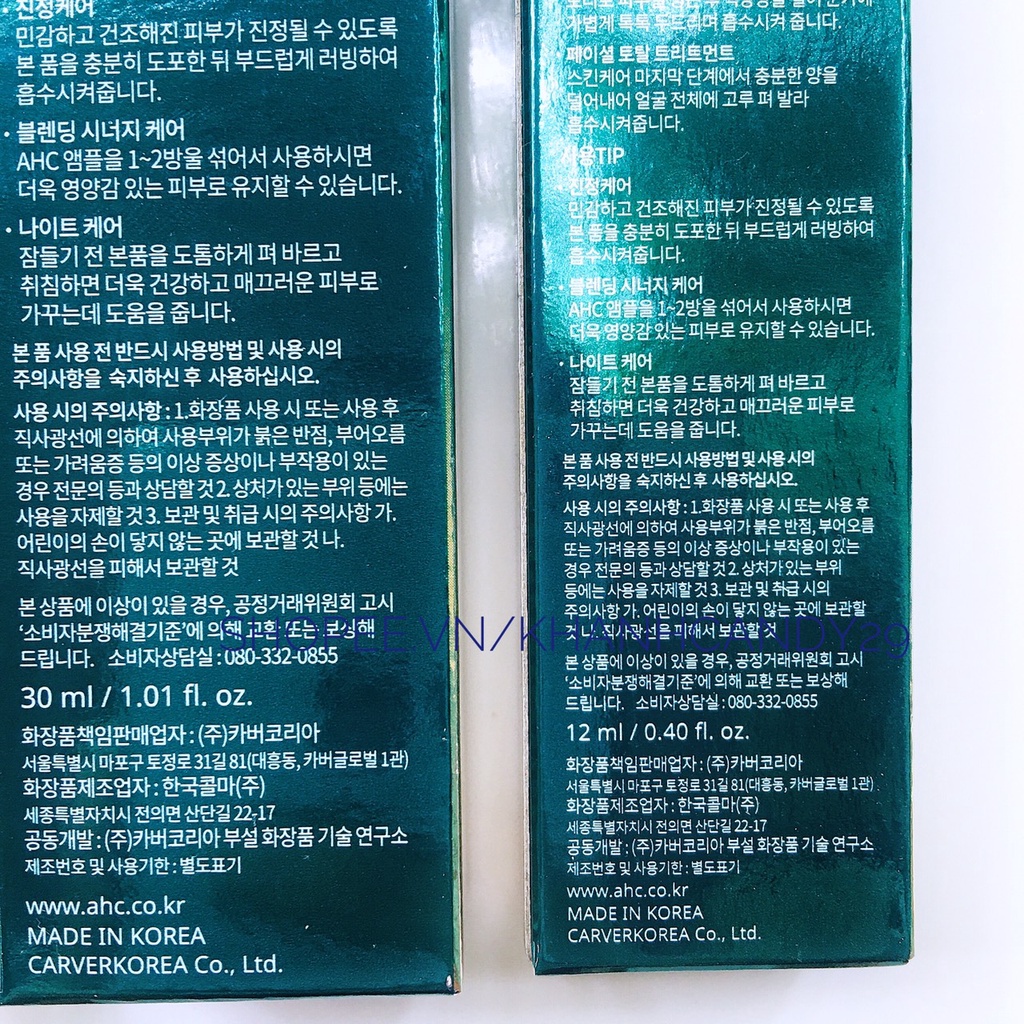 진정케어
민감하고 건조해진 피부가 진정될 수 있도록
본 품을 충분히 도포한 뒤 부드럽게 러빙하여
흡수시켜줍니다.
· 블렌딩 시너지 케어
AHC 앰플을 1~2방울 섞어서 사용하시면
더욱 영양감 있는 피부로 유지할 수 있습니다.
· 나이트 케어
잠들기 전 본품을 도톰하게 펴 바르고
취침하면 더욱 건강하고 매끄러운 피부로
가꾸는데 도움을 줍니다.
본 품 사용 전 반드시 사용방법 및 사용 시의
주의사항을 숙지하신 후 사용하십시오.
사용 시의 주의사항 : 1.화장품 사용 시 또는 사용 후
직사광선에 의하여 사용부위가 붉은 반점, 부어오름
또는 가려움증 등의 이상 증상이나 부작용이 있는
경우 전문의 등과 상담할 것 2. 상처가 있는 부위 등에는
사용을 자제할 것 3. 보관 및 취급 시의 주의사항 가.
어린이의 손이 닿지 않는 곳에 보관할 것 나.
직사광선을 피해서 보관할 것
본 상품에 이상이 있을 경우, 공정거래위원회 고시
‘소비자분쟁해결기준’에 의해 교환 또는 보상해
드립니다. 소비자상담실 : 080-332-0855
30 ml / 1.01 fl. oz.
화장품책임판매업자 : (주)카버코리아
서울특별시 마포구 토정로 31길 81(대흥동, 카버글로벌 1관)
화장품제조업자 : 한국콜마(주)
세종특별자치시 전의면 산단길 22-17
공동개발 : (주)카버코리아 부설 화장품 기술 연구소
제조번호 및 사용기한 : 별도표기
www.ahc.co.kr
MADE IN KOREA
CARVERKOREA Co., Ltd.
가볍게 톡톡 두드리며 흡수시켜 줍니다.
· 페이셜 토탈 트리트먼트
스킨케어 마지막 단계에서 충분한 양을
덜어내어 얼굴 전체에 고루 펴 발라
흡수시켜줍니다.
사용TIP
· 진정케어
민감하고 건조해진 피부가 진정될 수 있도록
본 품을 충분히 도포한 뒤 부드럽게 러빙하여
흡수시켜줍니다.
· 블렌딩 시너지 케어
AHC 앰플을 1~2방울 섞어서 사용하시면
더욱 영양감 있는 피부로 유지할 수 있습니다.
· 나이트 케어
잠들기 전 본품을 도톰하게 펴 바르고
취침하면 더욱 건강하고 매끄러운 피부로
가꾸는데 도움을 줍니다.
본 품 사용 전 반드시 사용방법 및 사용 시의
주의사항을 숙지하신 후 사용하십시오.
사용 시의 주의사항 : 1.화장품 사용 시 또는 사용 후
직사광선에 의하여 사용부위가 붉은 반점, 부어오름
또는 가려움증 등의 이상 증상이나 부작용이 있는
경우 전문의 등과 상담할 것 2. 상처가 있는 부위
등에는 사용을 자제할 것 3. 보관 및 취급 시의
주의사항 가. 어린이의 손이 닿지 않는 곳에 보관할
것 나. 직사광선을 피해서 보관할 것
본 상품에 이상이 있을 경우, 공정거래위원회 고시
‘소비자분쟁해결기준’에 의해 교환 또는 보상해
드립니다. 소비자상담실 : 080-332-0855
12 ml / 0.40 fl. oz.
화장품책임판매업자 : (주)카버코리아
서울특별시 마포구 토정로 31길 81(대흥동, 카버글로벌 1관)
화장품제조업자 : 한국콜마(주)
세종특별자치시 전의면 산단길 22-17
공동개발 : (주)카버코리아 부설 화장품 기술 연구소
제조번호 및 사용기한 : 별도표기
www.ahc.co.kr
MADE IN KOREA
CARVERKOREA Co., Ltd.
SHOPEE.VN/KHANHCANDY29